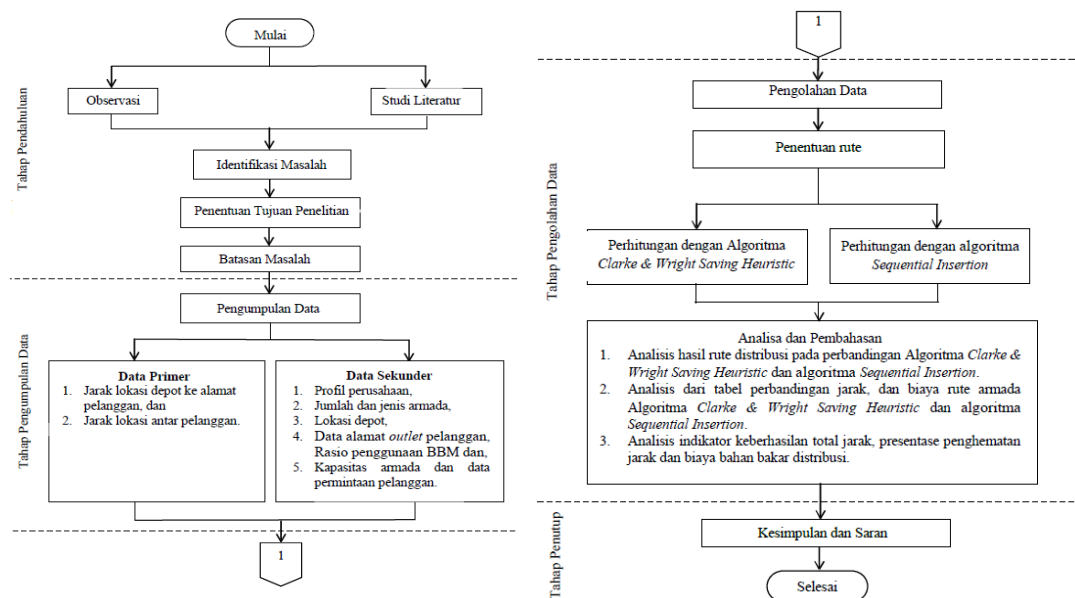 Mulai
Observasi
Studi Literatur
Tahap Pendahuluan
Identifikasi Masalah
Penentuan Tujuan Penelitian
Batasan Masalah
Pengumpulan Data
Tahap Pengumpulan Data
Data Primer
1. Jarak lokasi depot ke alamat
pelanggan, dan
2. Jarak lokasi antar pelanggan.
Data Sekunder
1. Profil perusahaan,
2. Jumlah dan jenis armada,
3. Lokasi depot,
4. Data alamat outlet pelanggan,
Rasio penggunaan BBM dan,
5. Kapasitas armada dan data
permintaan pelanggan.
1
1
Pengolahan Data
Penentuan rute
Tahap Pengolahan Data
Perhitungan dengan Algoritma
Clarke & Wright Saving Heuristic
Perhitungan dengan algoritma
Sequential Insertion
Analisa dan Pembahasan
1. Analisis hasil rute distribusi pada perbandingan Algoritma Clarke &
Wright Saving Heuristic dan algoritma Sequential Insertion.
2. Analisis dari tabel perbandingan jarak, dan biaya rute armada
Algoritma Clarke & Wright Saving Heuristic dan algoritma
Sequential Insertion.
3. Analisis indikator keberhasilan total jarak, presentase penghematan
jarak dan biaya bahan bakar distribusi.
Tahap Penutup
Kesimpulan dan Saran
Selesai